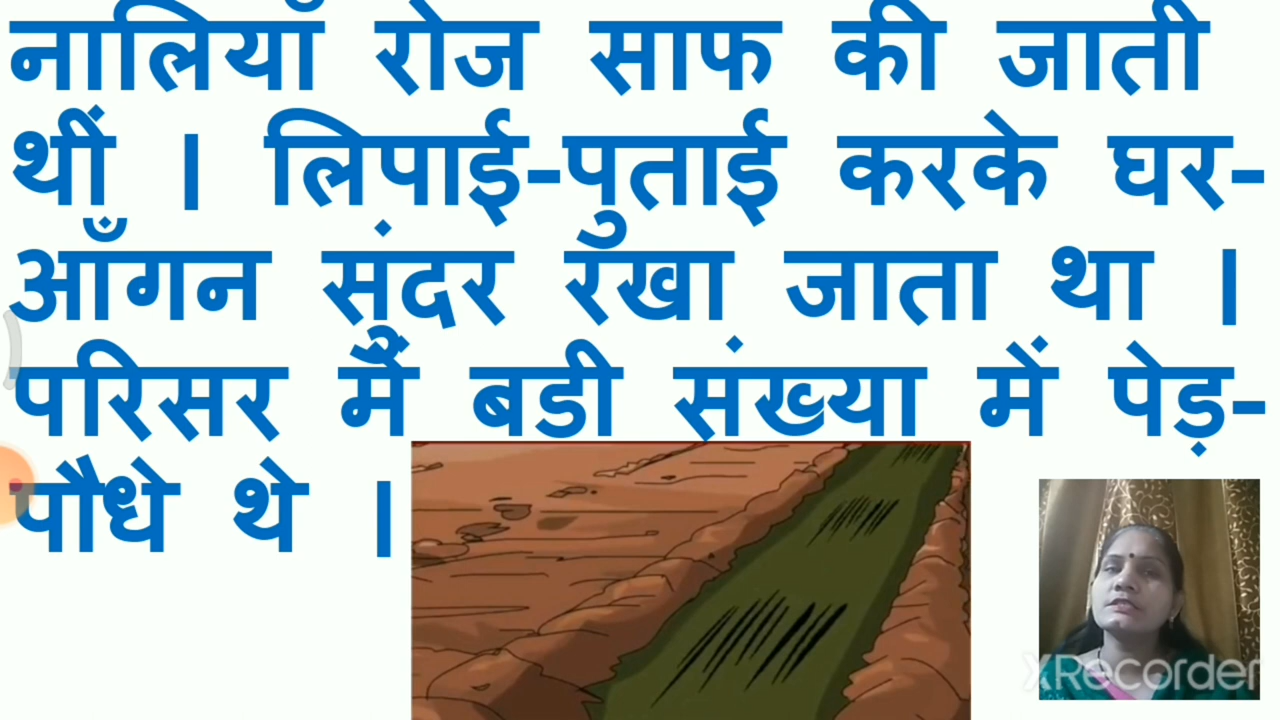 नालियाँ रोज साफ की जाती
थीं । लिपाई-पुताई करके घर-
आँगन सुंदर रखा जाता था ।
परिसर में बडी संख्या में पेड़-
पौधे थे ।
XRecorder